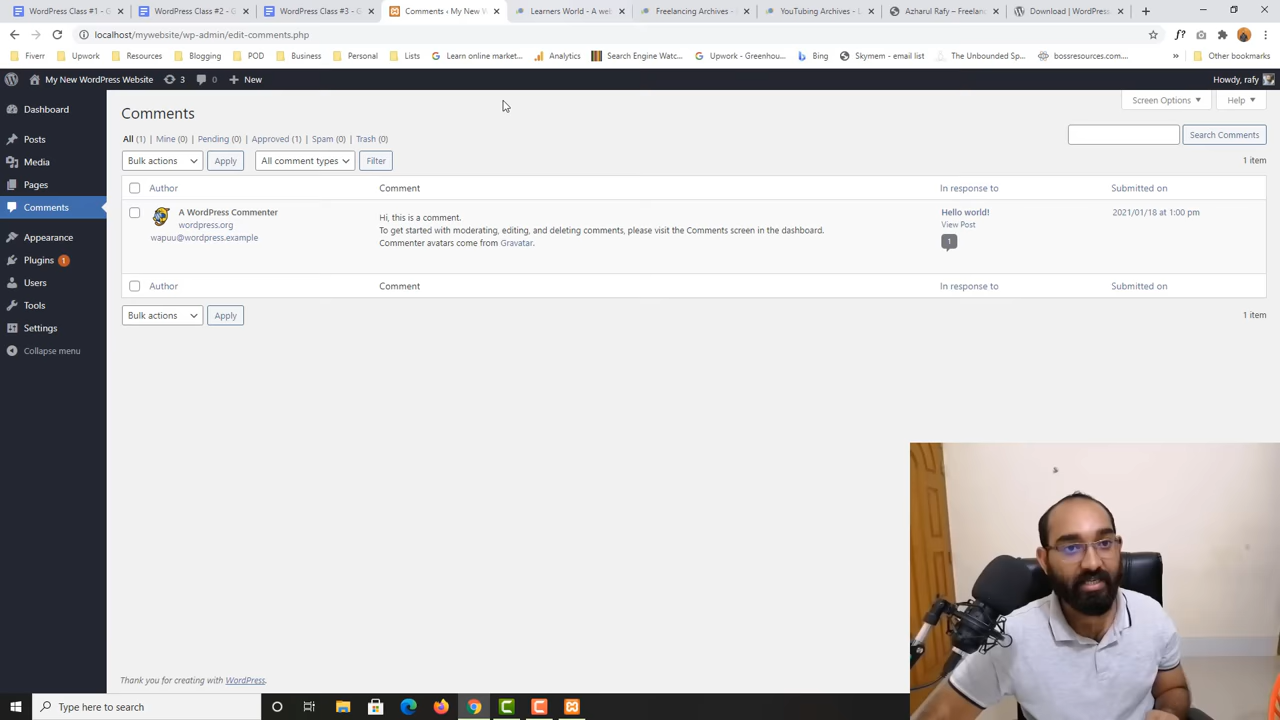 WordPress Class #1 - G
WordPress Class #2 - G
WordPress Class #3 - G
Comments ‹ My New W
Learners World - A we
Freelancing Archives -
YouTubing Archives - L
Azharul Rafy – Freelan
Download | WordPress
localhost/mywebsite/wp-admin/edit-comments.php
Fiverr
Upwork
Resources
Blogging
POD
Business
Personal
Lists
Learn online market...
Analytics
Search Engine Watc...
Upwork - Greenhou...
Bing
Skymem - email list
The Unbounded Sp...
bossresources.com...
Other bookmarks
My New WordPress Website
3
0
New
Howdy, rafy
Dashboard
Posts
Media
Pages
Comments
Appearance
Plugins 1
Users
Tools
Settings
Collapse menu
Screen Options
Help
Comments
All (1) | Mine (0) | Pending (0) | Approved (1) | Spam (0) | Trash (0)
Search Comments
Bulk actions
Apply
All comment types
Filter
1 item
Author
Comment
In response to
Submitted on
A WordPress Commenter
wordpress.org
wapuu@wordpress.example
Hi, this is a comment.
To get started with moderating, editing, and deleting comments, please visit the Comments screen in the dashboard.
Commenter avatars come from Gravatar.
Hello world!
View Post
1
2021/01/18 at 1:00 pm
Author
Comment
In response to
Submitted on
Bulk actions
Apply
1 item
Thank you for creating with WordPress.
Type here to search